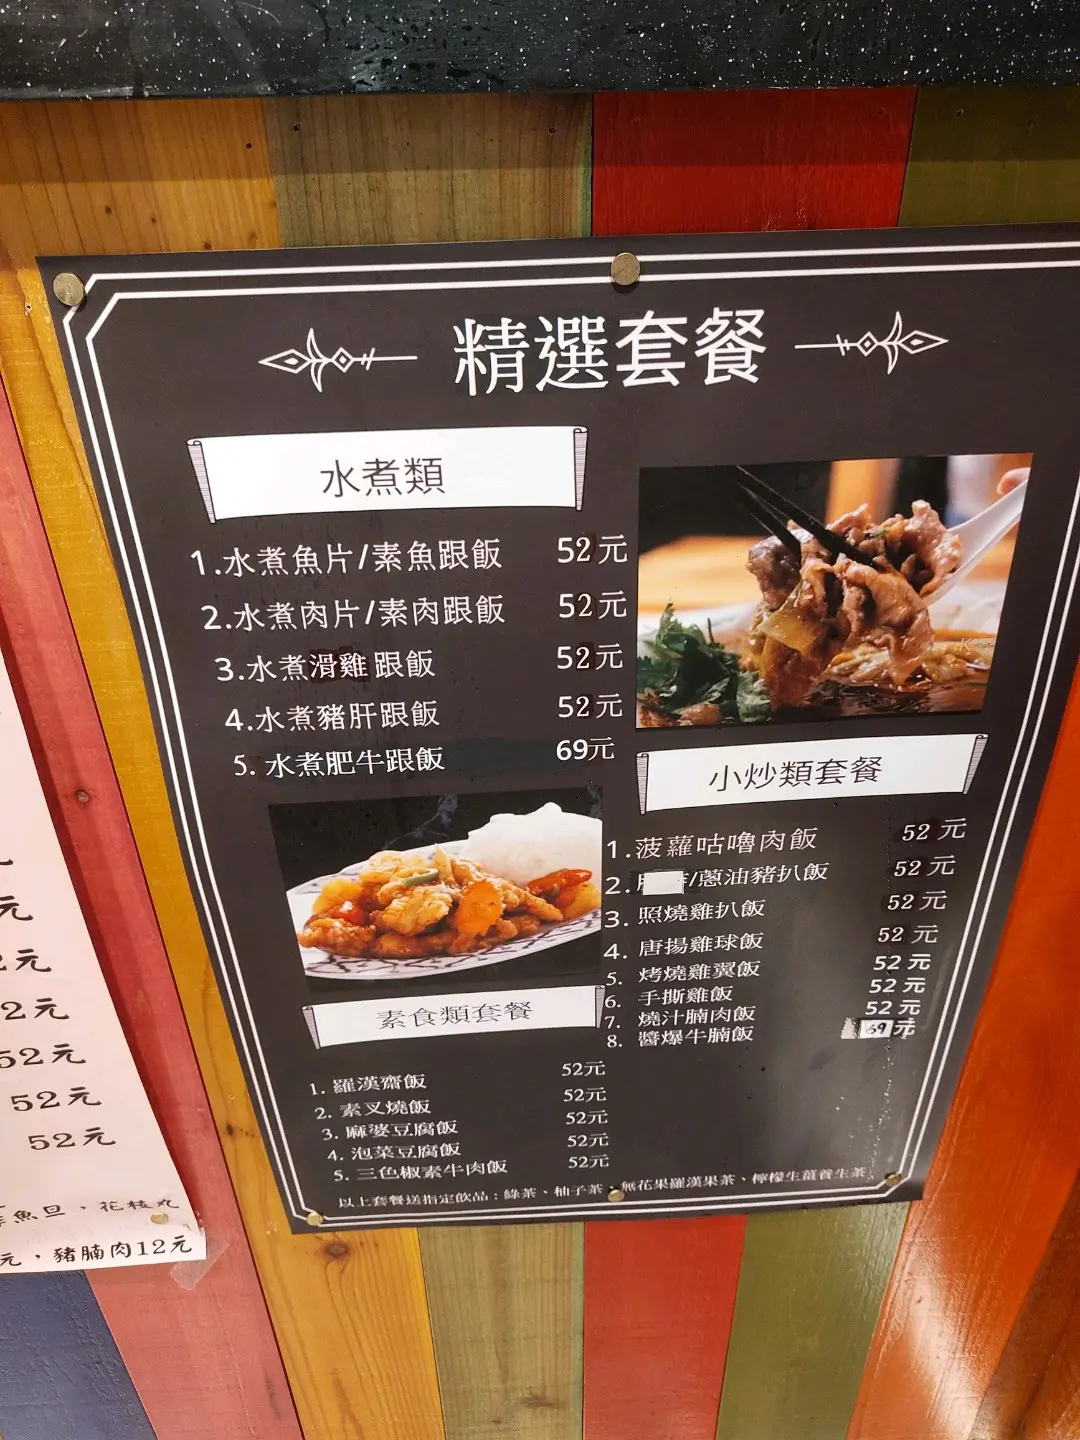 精選套餐
水煮類
1.水煮魚片/素魚跟飯 52元
2.水煮肉片/素肉跟飯 52元
3.水煮滑雞跟飯 52元
4.水煮豬肝跟飯 52元
5. 水煮肥牛跟飯 69元
小炒類套餐
1.菠蘿咕嚕肉飯 52元
2. /蔥油豬扒飯 52元
3. 照燒雞扒飯 52元
4. 唐揚雞球飯 52元
5. 烤燒雞翼飯 52元
6. 手撕雞飯 52元
7. 燒汁腩肉飯 52元
8. 醬爆牛腩飯 69元
素食類套餐
1. 羅漢齋飯 52元
2. 素叉燒飯 52元
3. 麻婆豆腐飯 52元
4. 泡菜豆腐飯 52元
5. 三色椒素牛肉飯 52元
以上套餐送指定飲品：綠茶、柚子茶、無花果羅漢果茶、檸檬生薑養生茶。
元
2元
2元
52元
52元
52元
魚旦、花枝丸
元，豬腩肉12元